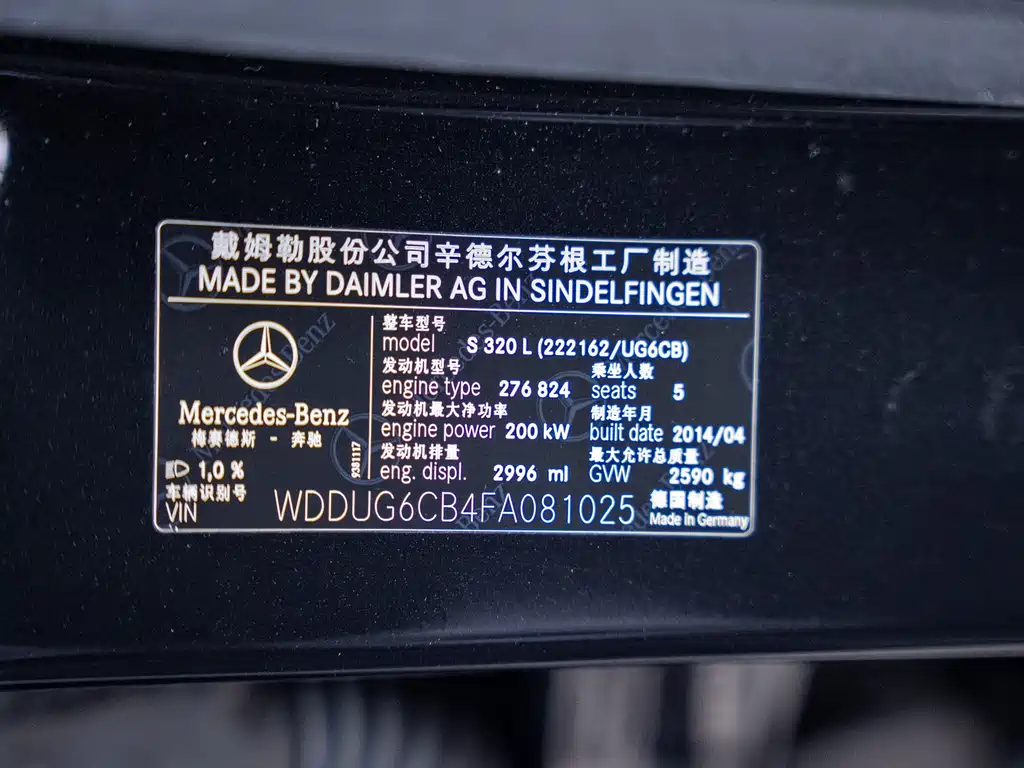 戴姆勒股份公司辛德尔芬根工厂制造
MADE BY DAIMLER AG IN SINDELFINGEN
Mercedes-Benz
梅赛德斯 - 奔驰
1,0 %
9381117
整车型号
model S 320 L (222162/UG6CB)
发动机型号 乘坐人数
engine type 276 824 seats 5
发动机最大净功率 制造年月
engine power 200 kW built date 2014/04
发动机排量 最大允许总质量
eng. displ. 2996 ml GVW 2590 kg
车辆识别号
VIN WDDUG6CB4FA081025
德国制造
Made in Germany